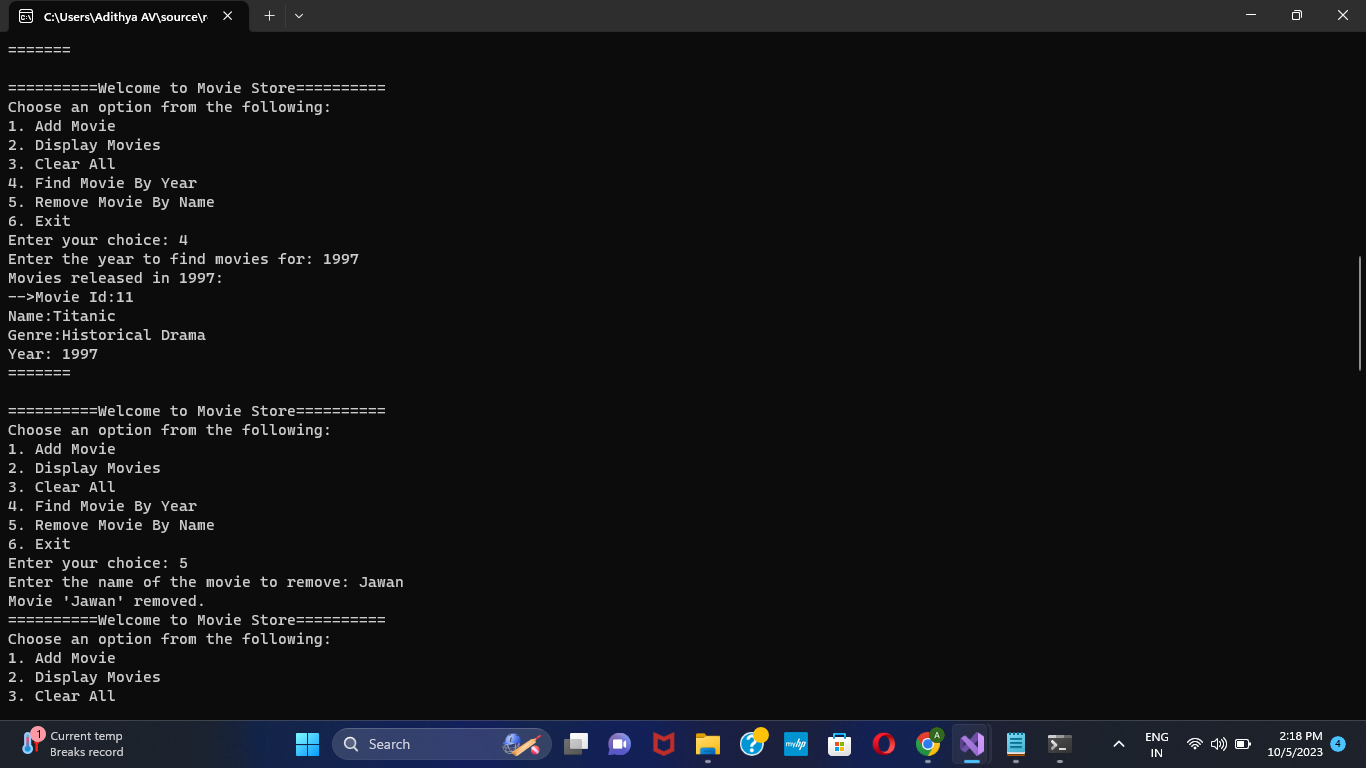 C:\Users\Adithya AV\source\r
=======
==========Welcome to Movie Store==========
Choose an option from the following:
1. Add Movie
2. Display Movies
3. Clear All
4. Find Movie By Year
5. Remove Movie By Name
6. Exit
Enter your choice: 4
Enter the year to find movies for: 1997
Movies released in 1997:
-->Movie Id:11
Name:Titanic
Genre:Historical Drama
Year: 1997
=======
==========Welcome to Movie Store==========
Choose an option from the following:
1. Add Movie
2. Display Movies
3. Clear All
4. Find Movie By Year
5. Remove Movie By Name
6. Exit
Enter your choice: 5
Enter the name of the movie to remove: Jawan
Movie 'Jawan' removed.
==========Welcome to Movie Store==========
Choose an option from the following:
1. Add Movie
2. Display Movies
3. Clear All
1
Current temp
Breaks record
Search
?
myhp
A
ENG
IN
2:18 PM
10/5/2023
4